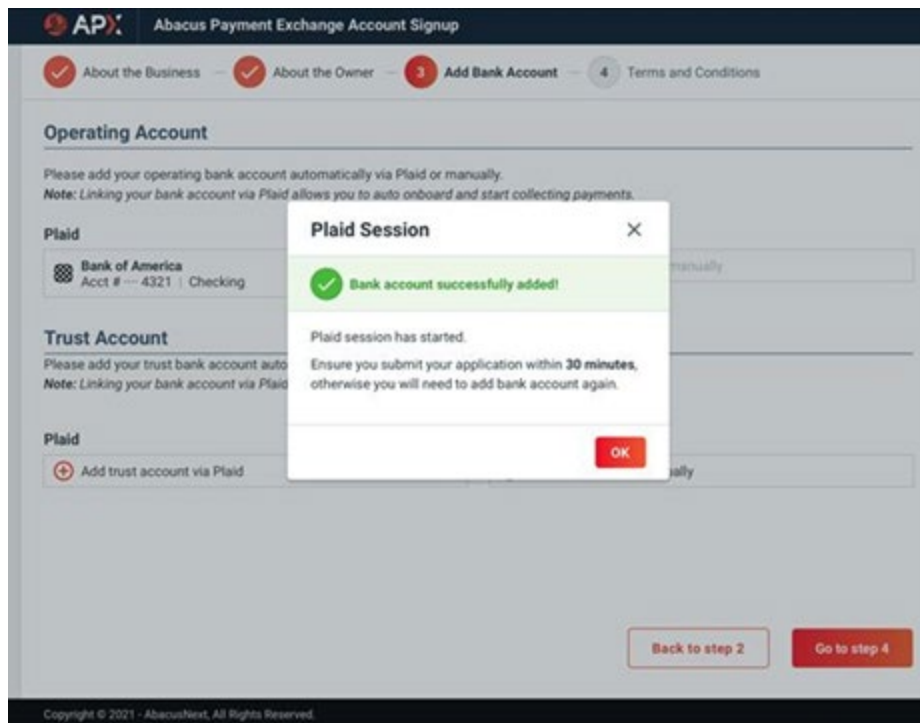 APX Abacus Payment Exchange Account Signup
About the Business
About the Owner
3 Add Bank Account
4 Terms and Conditions
Operating Account
Please add your operating bank account automatically via Plaid or manually.
Note: Linking your bank account via Plaid allows you to auto onboard and start collecting payments.
Plaid
Bank of America
Acct # ··· 4321 | Checking
manually
Plaid Session
Bank account successfully added!
Plaid session has started.
Ensure you submit your application within 30 minutes,
otherwise you will need to add bank account again.
OK
Trust Account
Please add your trust bank account auto
Note: Linking your bank account via Plaid
Plaid
Add trust account via Plaid
ally
Back to step 2
Go to step 4
Copyright © 2021 - AbacusNext, All Rights Reserved.